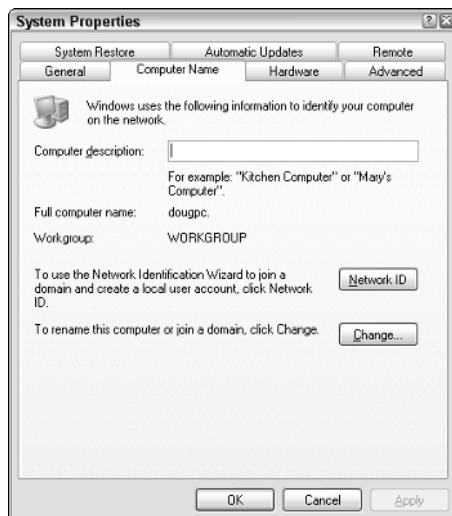 System Properties
System Restore
Automatic Updates
Remote
General
Computer Name
Hardware
Advanced
Windows uses the following information to identify your computer
on the network.
Computer description:
For example: "Kitchen Computer" or "Mary's
Computer".
Full computer name:
dougpc.
Workgroup:
WORKGROUP
To use the Network Identification Wizard to join a
domain and create a local user account, click Network
ID.
Network ID
To rename this computer or join a domain, click Change.
Change...
OK
Cancel
Apply